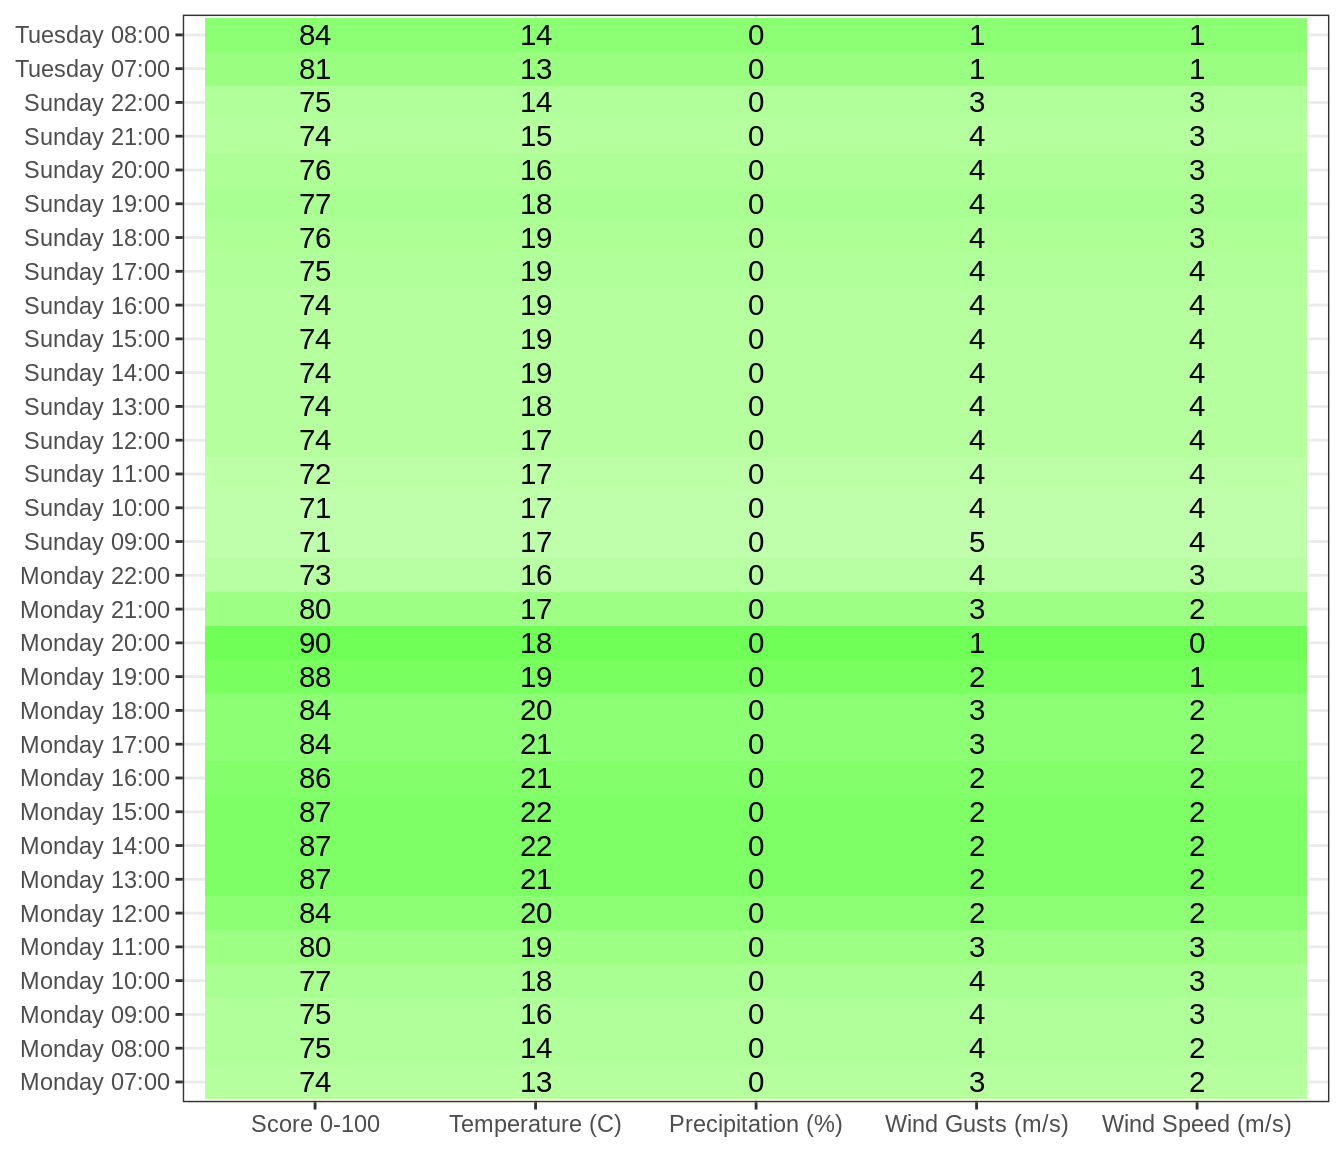 Tuesday 08:00 84 14 0 1 1
Tuesday 07:00 81 13 0 1 1
Sunday 22:00 75 14 0 3 3
Sunday 21:00 74 15 0 4 3
Sunday 20:00 76 16 0 4 3
Sunday 19:00 77 18 0 4 3
Sunday 18:00 76 19 0 4 3
Sunday 17:00 75 19 0 4 4
Sunday 16:00 74 19 0 4 4
Sunday 15:00 74 19 0 4 4
Sunday 14:00 74 19 0 4 4
Sunday 13:00 74 18 0 4 4
Sunday 12:00 74 17 0 4 4
Sunday 11:00 72 17 0 4 4
Sunday 10:00 71 17 0 4 4
Sunday 09:00 71 17 0 5 4
Monday 22:00 73 16 0 4 3
Monday 21:00 80 17 0 3 2
Monday 20:00 90 18 0 1 0
Monday 19:00 88 19 0 2 1
Monday 18:00 84 20 0 3 2
Monday 17:00 84 21 0 3 2
Monday 16:00 86 21 0 2 2
Monday 15:00 87 22 0 2 2
Monday 14:00 87 22 0 2 2
Monday 13:00 87 21 0 2 2
Monday 12:00 84 20 0 2 2
Monday 11:00 80 19 0 3 3
Monday 10:00 77 18 0 4 3
Monday 09:00 75 16 0 4 3
Monday 08:00 75 14 0 4 2
Monday 07:00 74 13 0 3 2
Score 0-100 Temperature (C) Precipitation (%) Wind Gusts (m/s) Wind Speed (m/s)